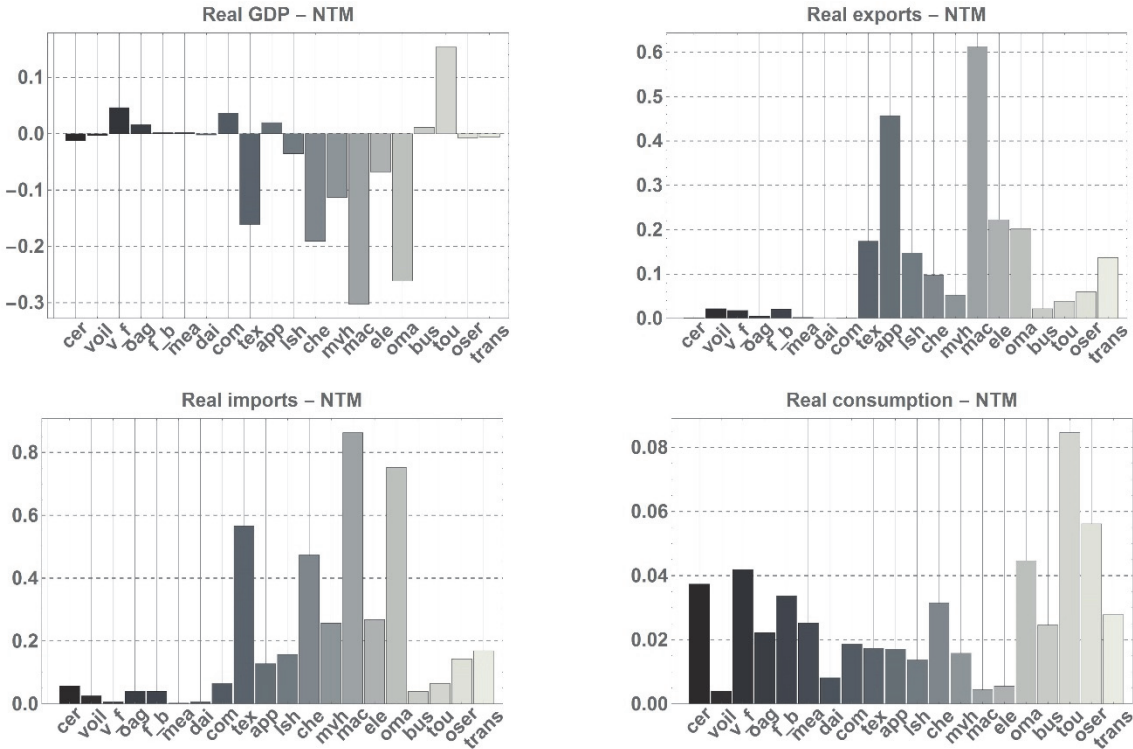 Real GDP – NTM
0.1
0.0
−0.1
−0.2
−0.3
cer voil v_f oag f_b mea dai com tex app lsh che mvh mac ele oma bus tou oser trans
Real exports – NTM
0.6
0.5
0.4
0.3
0.2
0.1
0.0
cer voil v_f oag f_b mea dai com tex app lsh che mvh mac ele oma bus tou oser trans
Real imports – NTM
0.8
0.6
0.4
0.2
0.0
cer voil v_f oag f_b mea dai com tex app lsh che mvh mac ele oma bus tou oser trans
Real consumption – NTM
0.08
0.06
0.04
0.02
0.00
cer voil v_f oag f_b mea dai com tex app lsh che mvh mac ele oma bus tou oser trans